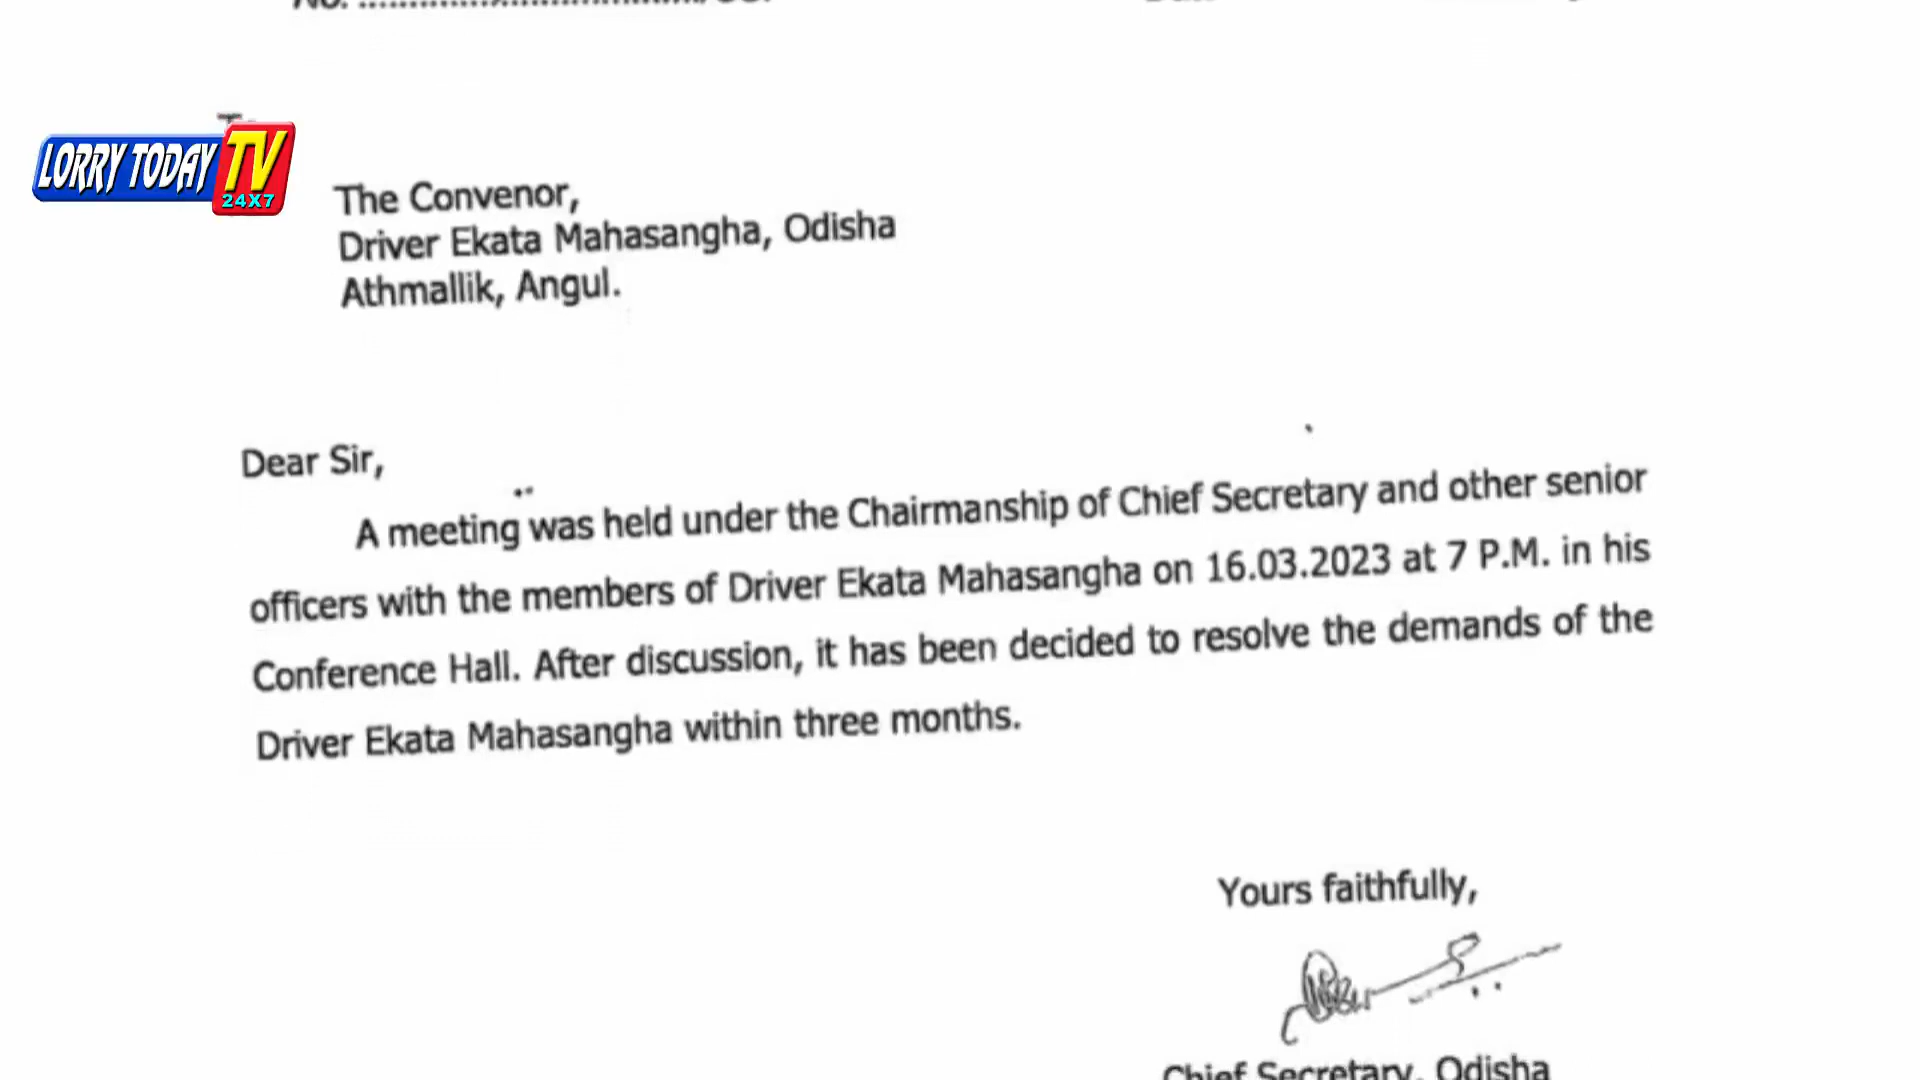 No. ............................................
LORRY TODAY TV
24X7
The Convenor,
Driver Ekata Mahasangha, Odisha
Athmallik, Angul.
Dear Sir,
A meeting was held under the Chairmanship of Chief Secretary and other senior
officers with the members of Driver Ekata Mahasangha on 16.03.2023 at 7 P.M. in his
Conference Hall. After discussion, it has been decided to resolve the demands of the
Driver Ekata Mahasangha within three months.
Yours faithfully,
Chief Secretary, Odisha